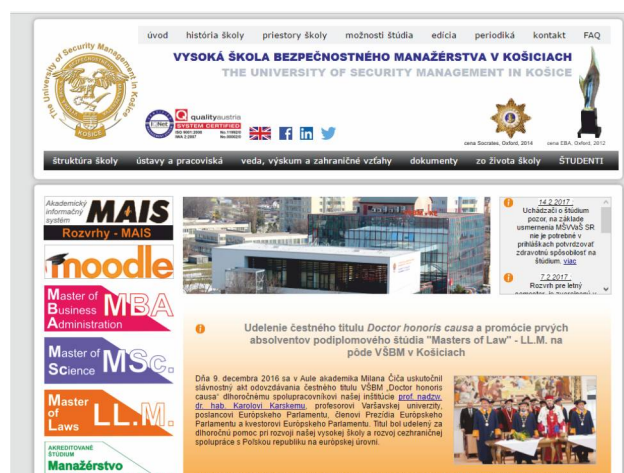 úvod história školy priestory školy možnosti štúdia edícia periodiká kontakt FAQ
The University of Security Management
KOŠICE
VYSOKÁ ŠKOLA BEZPEČNOSTNÉHO MANAŽÉRSTVA V KOŠICIACH
THE UNIVERSITY OF SECURITY MANAGEMENT IN KOŠICE
qualityaustria
SYSTEM CERTIFIED
cena Socrates, Oxford, 2014
cena EBA, Oxford, 2012
štruktúra školy ústavy a pracoviská veda, výskum a zahraničné vzťahy dokumenty zo života školy ŠTUDENTI
Akademický
informačný
systém
MAIS
Rozvrhy - MAIS
moodle
Master of
Business
Administration
MBA
Master of
Science
MSc.
Master
of
Laws
LL.M.
AKREDITOVANÉ
ŠTÚDIUM
Manažérstvo
14.2.2017 :
Uchádzači o štúdium
pozor, na základe
usmernenia MŠVVaŠ SR
nie je potrebné v
prihláškach potvrdzovať
zdravotnú spôsobilosť na
štúdium. viac
7.2.2017 :
Rozvrh pre letný
Udelenie čestného titulu Doctor honoris causa a promócie prvých
absolventov podiplomového štúdia "Masters of Law" - LL.M. na
pôde VŠBM v Košiciach
Dňa 9. decembra 2016 sa v Aule akademika Milana Čiča uskutočnil
slávnostný akt odovzdávania čestného titulu VŠBM „Doctor honoris
causa" dlhoročnému spolupracovníkovi našej inštitúcie prof. nadzw.
dr. hab. Karolovi Karskemu, profesorovi Varšavskej univerzity,
poslancovi Európskeho Parlamentu, členovi Prezídia Európskeho
Parlamentu a kvestorovi Európskeho Parlamentu. Titul bol udelený za
dlhoročnú pomoc pri rozvoji našej vysokej školy a rozvoj cezhraničnej
spolupráce s Poľskou republiku na európskej úrovni.